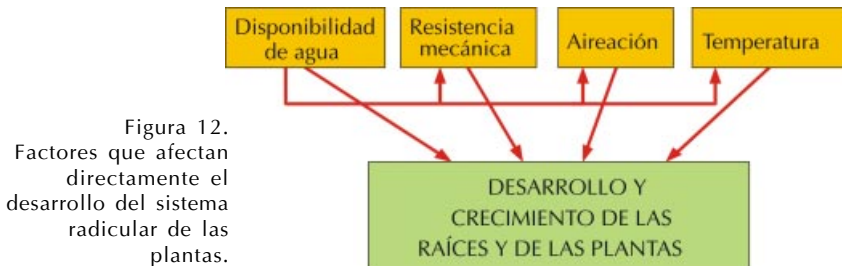 Disponibilidad
de agua
Resistencia
mecánica
Aireación
Temperatura
Figura 12.
Factores que afectan
directamente el
desarrollo del sistema
radicular de las
plantas.
DESARROLLO Y
CRECIMIENTO DE LAS
RAÍCES Y DE LAS PLANTAS